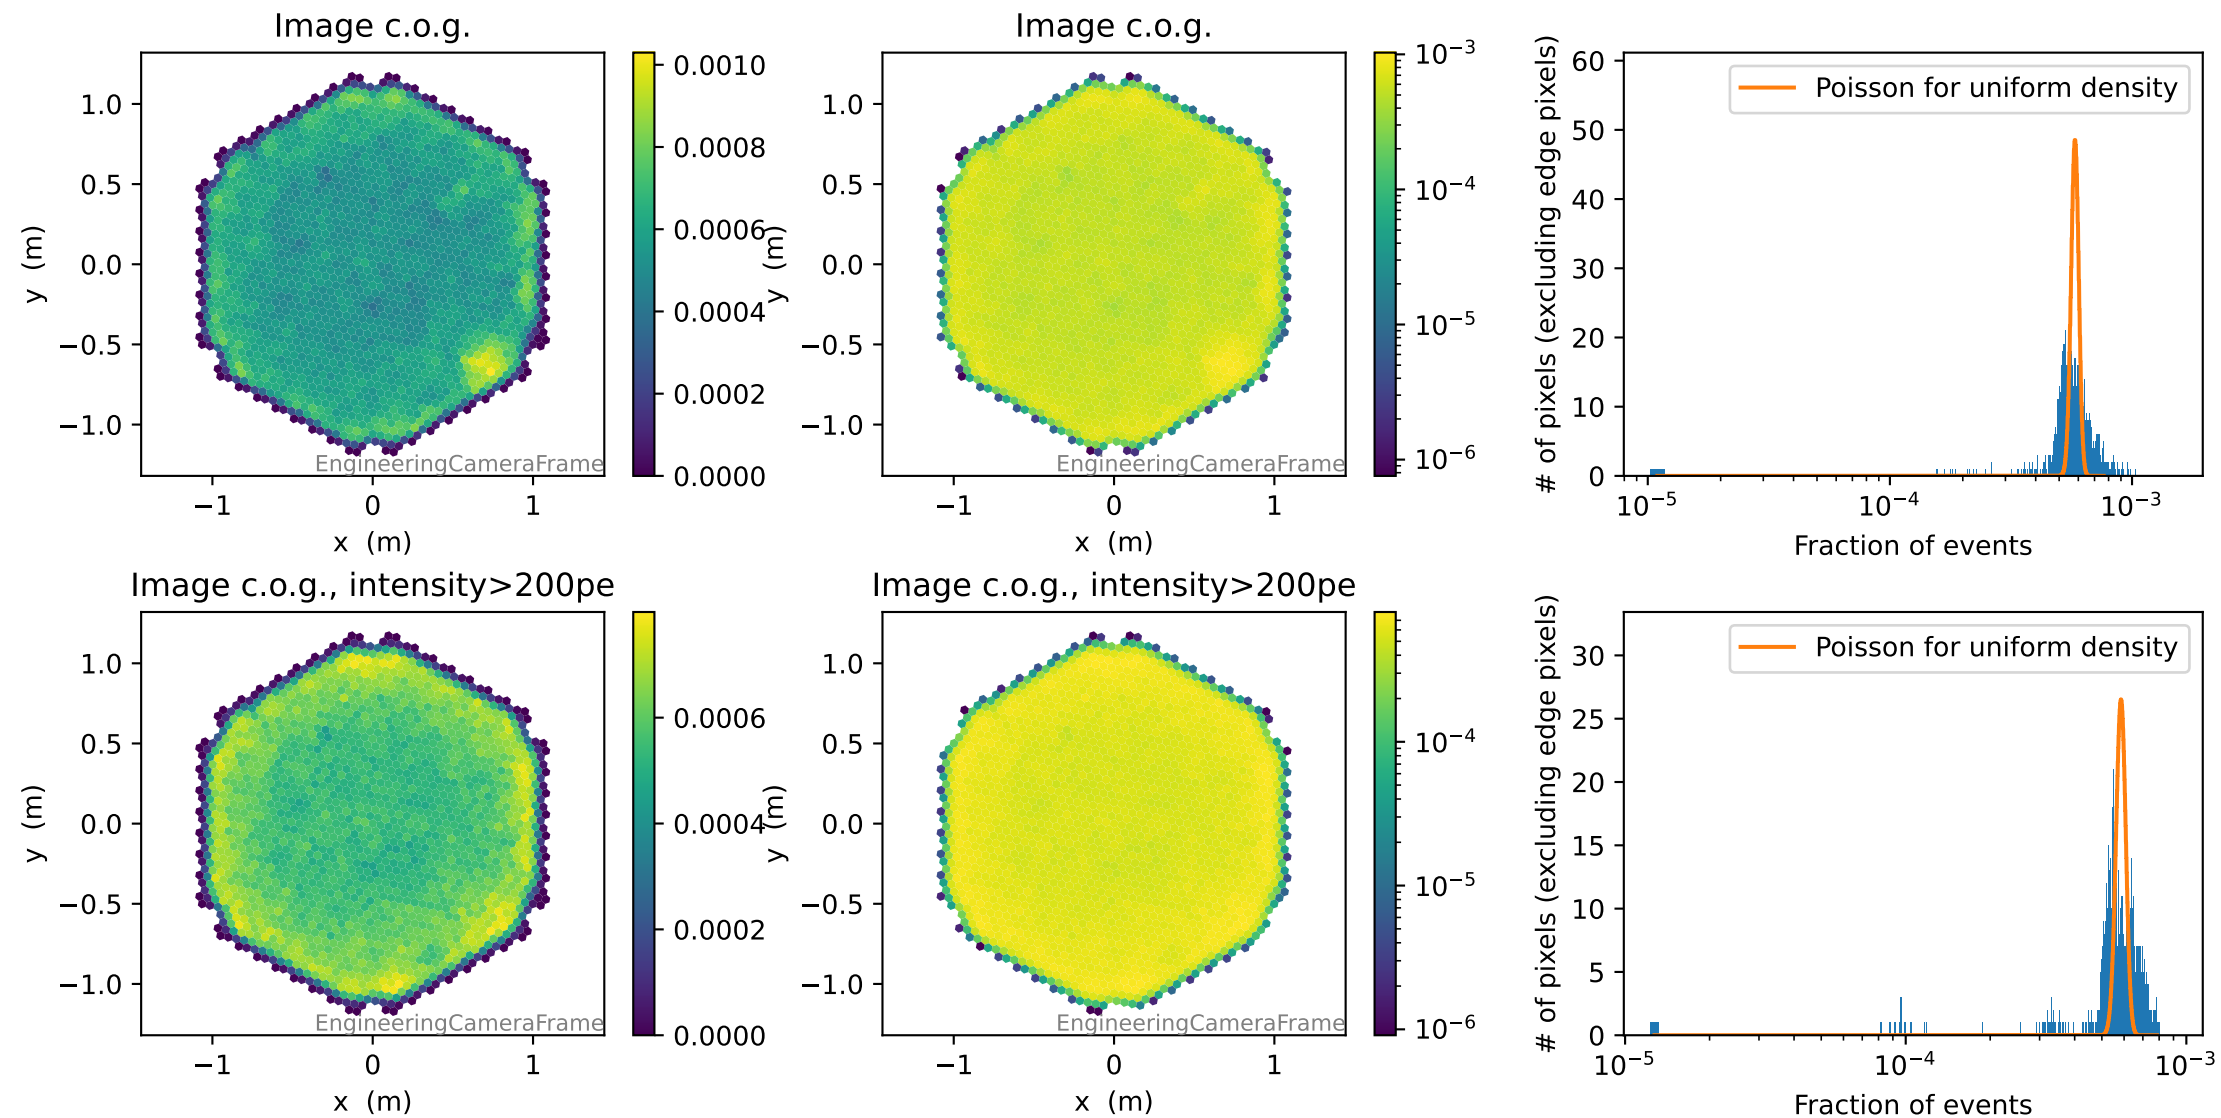 Image c.o.g.
1.0
0.5
0.0
−0.5
−1.0
y (m)
−1 0 1
x (m)
EngineeringCameraFrame
0.0010
0.0008
0.0006
0.0004
0.0002
0.0000
Image c.o.g.
1.0
0.5
0.0
−0.5
−1.0
y (m)
−1 0 1
x (m)
EngineeringCameraFrame
10⁻³
10⁻⁴
10⁻⁵
10⁻⁶
# of pixels (excluding edge pixels)
60
50
40
30
20
10
0
Poisson for uniform density
10⁻⁵ 10⁻⁴ 10⁻³
Fraction of events
Image c.o.g., intensity>200pe
1.0
0.5
0.0
−0.5
−1.0
y (m)
−1 0 1
x (m)
EngineeringCameraFrame
0.0006
0.0004
0.0002
0.0000
Image c.o.g., intensity>200pe
1.0
0.5
0.0
−0.5
−1.0
y (m)
−1 0 1
x (m)
EngineeringCameraFrame
10⁻⁴
10⁻⁵
10⁻⁶
# of pixels (excluding edge pixels)
30
25
20
15
10
5
0
Poisson for uniform density
10⁻⁵ 10⁻⁴ 10⁻³
Fraction of events